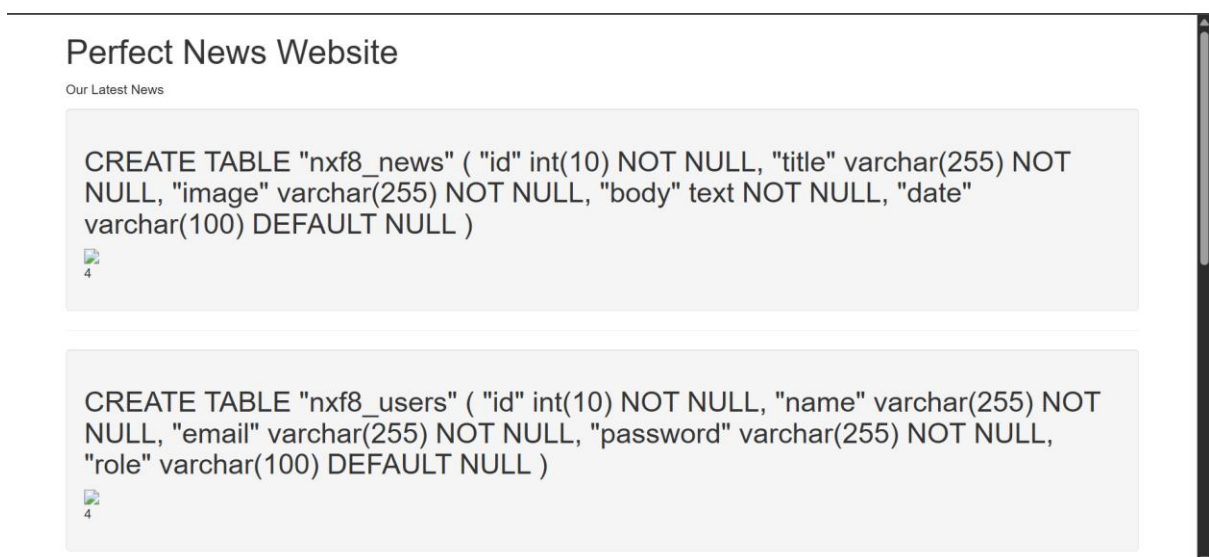 Perfect News Website
Our Latest News
CREATE TABLE "nxf8_news" ( "id" int(10) NOT NULL, "title" varchar(255) NOT
NULL, "image" varchar(255) NOT NULL, "body" text NOT NULL, "date"
varchar(100) DEFAULT NULL )
4
CREATE TABLE "nxf8_users" ( "id" int(10) NOT NULL, "name" varchar(255) NOT
NULL, "email" varchar(255) NOT NULL, "password" varchar(255) NOT NULL,
"role" varchar(100) DEFAULT NULL )
4